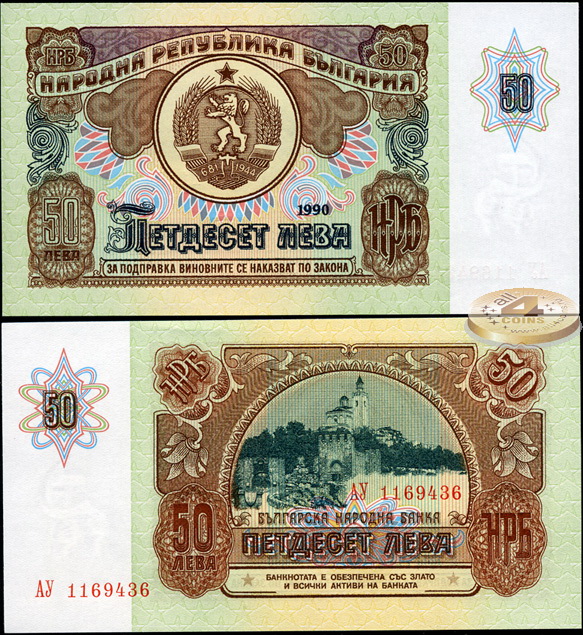 НРБ
50
НАРОДНА РЕПУБЛИКА БЪЛГАРИЯ
50
681 1944
1990
50
ЛЕВА
ПЕТДЕСЕТ ЛЕВА
НРБ
ЗА ПОДПРАВКА ВИНОВНИТЕ СЕ НАКАЗВАТ ПО ЗАКОНА
all
4
COINS
НРБ
50
50
АУ 1169436
БЪЛГАРСКА НАРОДНА БАНКА
50
ЛЕВА
ПЕТДЕСЕТ ЛЕВА
НРБ
БАНКНОТАТА Е ОБЕЗПЕЧЕНА СЪС ЗЛАТО
И ВСИЧКИ АКТИВИ НА БАНКАТА
АУ 1169436